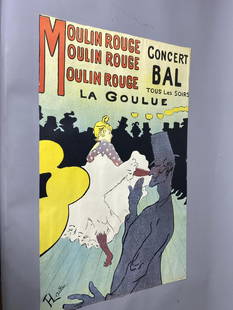 MOULIN ROUGE CONCERT
MOULIN ROUGE BAL
MOULIN ROUGE TOUS Les SOIRS
LA GOULUE